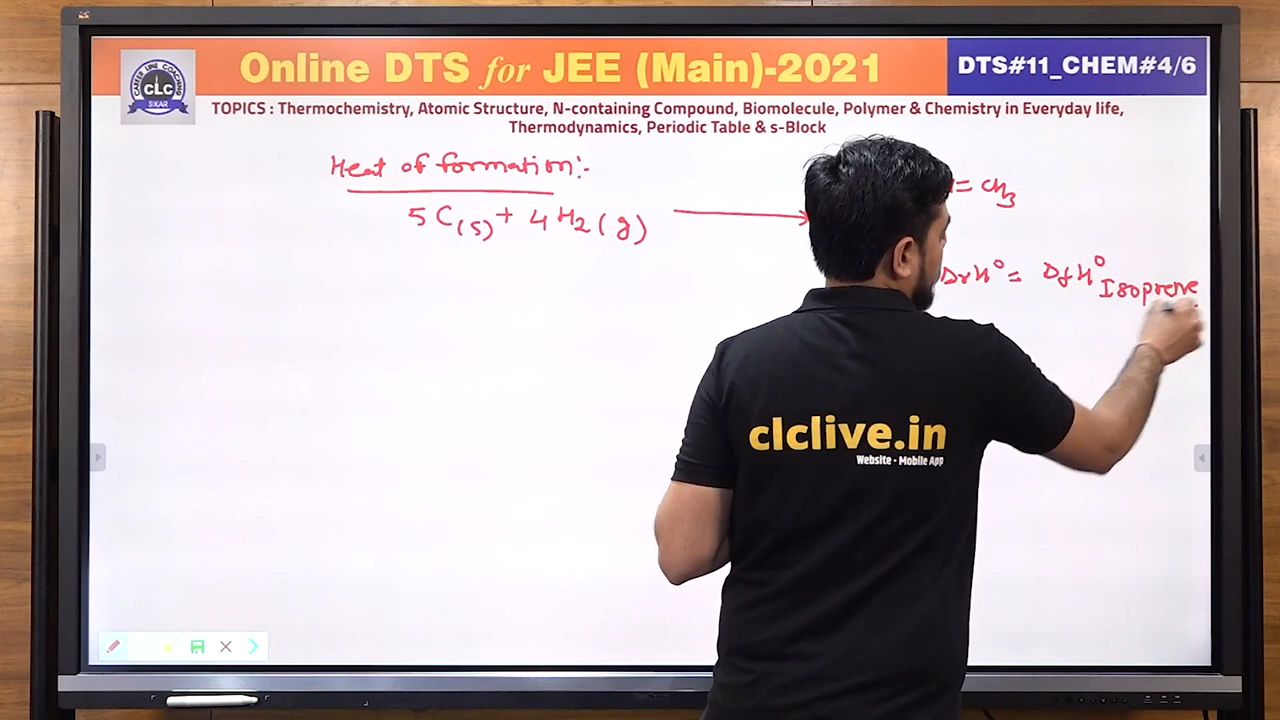 Online DTS for JEE (Main)-2021
DTS#11_CHEM#4/6
CAREER LINE COACHING
CLC
SIKAR
TOPICS : Thermochemistry, Atomic Structure, N-containing Compound, Biomolecule, Polymer & Chemistry in Everyday life,
Thermodynamics, Periodic Table & s-Block
Heat of formation:-
= CH3
5 C(s) + 4 H2(g)
ΔrH° = ΔfH° Isoprene
clclive.in
Website - Mobile App